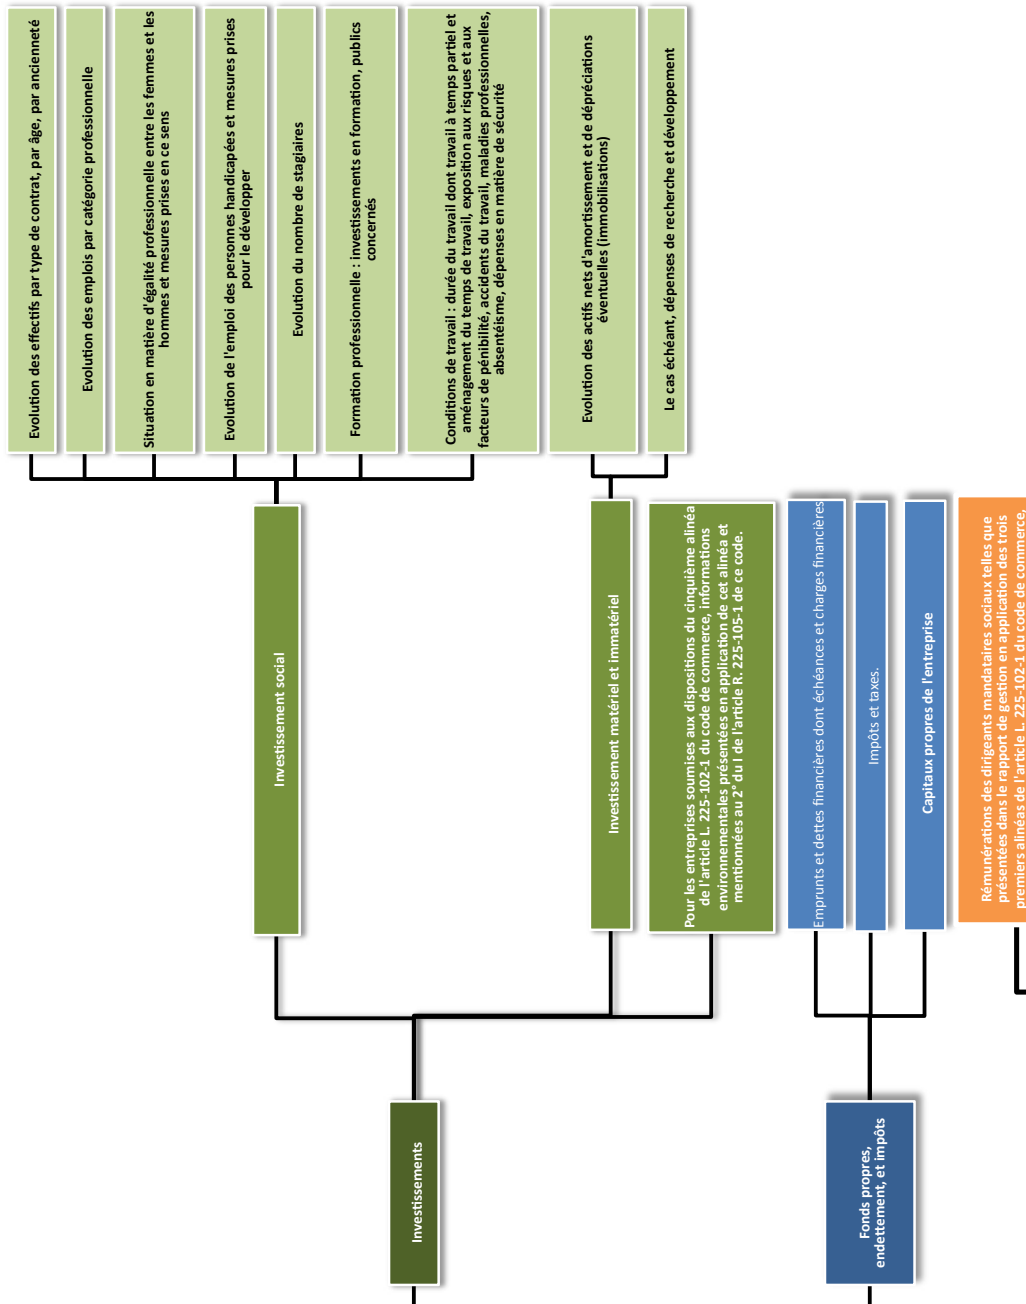 Evolution des effectifs par type de contrat, par âge, par ancienneté
Evolution des emplois par catégorie professionnelle
Situation en matière d'égalité professionnelle entre les femmes et les
hommes et mesures prises en ce sens
Evolution de l'emploi des personnes handicapées et mesures prises
pour le développer
Evolution du nombre de stagiaires
Formation professionnelle : investissements en formation, publics
concernés
Conditions de travail : durée du travail dont travail à temps partiel et
aménagement du temps de travail, exposition aux risques et aux
facteurs de pénibilité, accidents du travail, maladies professionnelles,
absentéisme, dépenses en matière de sécurité
Evolution des actifs nets d'amortissement et de dépréciations
éventuelles (immobilisations)
Le cas échéant, dépenses de recherche et développement
Investissement social
Investissement matériel et immatériel
Pour les entreprises soumises aux dispositions du cinquième alinéa
de l'article L. 225-102-1 du code de commerce, informations
environnementales présentées en application de cet alinéa et
mentionnées au 2° du I de l'article R. 225-105-1 de ce code.
Emprunts et dettes financières dont échéances et charges financières
Impôts et taxes.
Capitaux propres de l'entreprise
Rémunérations des dirigeants mandataires sociaux telles que
présentées dans le rapport de gestion en application des trois
premiers alinéas de l'article L. 225-102-1 du code de commerce,
Investissements
Fonds propres,
endettement, et impôts